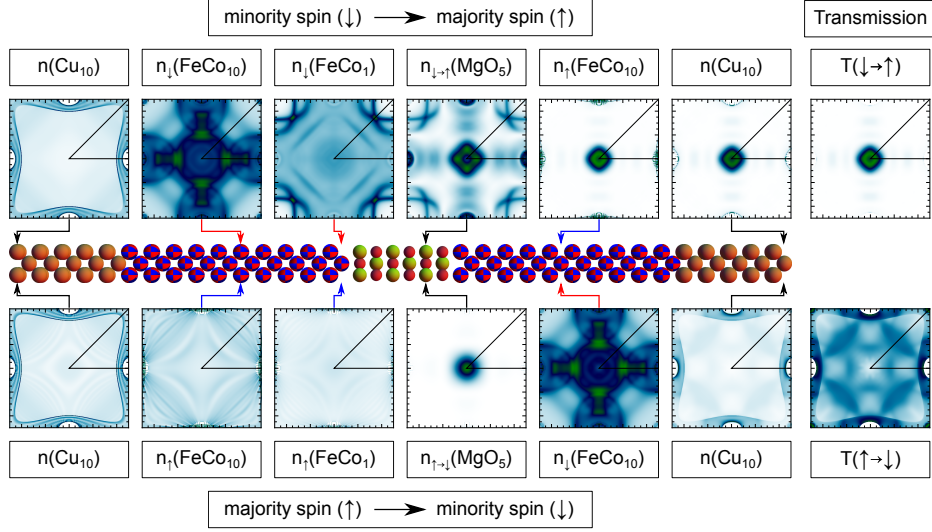 minority spin (↓) → majority spin (↑)
Transmission
n(Cu₁₀)
n↓(FeCo₁₀)
n↓(FeCo₁)
n↓→↑(MgO₅)
n↑(FeCo₁₀)
n(Cu₁₀)
T(↓→↑)
n(Cu₁₀)
n↑(FeCo₁₀)
n↑(FeCo₁)
n↑→↓(MgO₅)
n↓(FeCo₁₀)
n(Cu₁₀)
T(↑→↓)
majority spin (↑) → minority spin (↓)